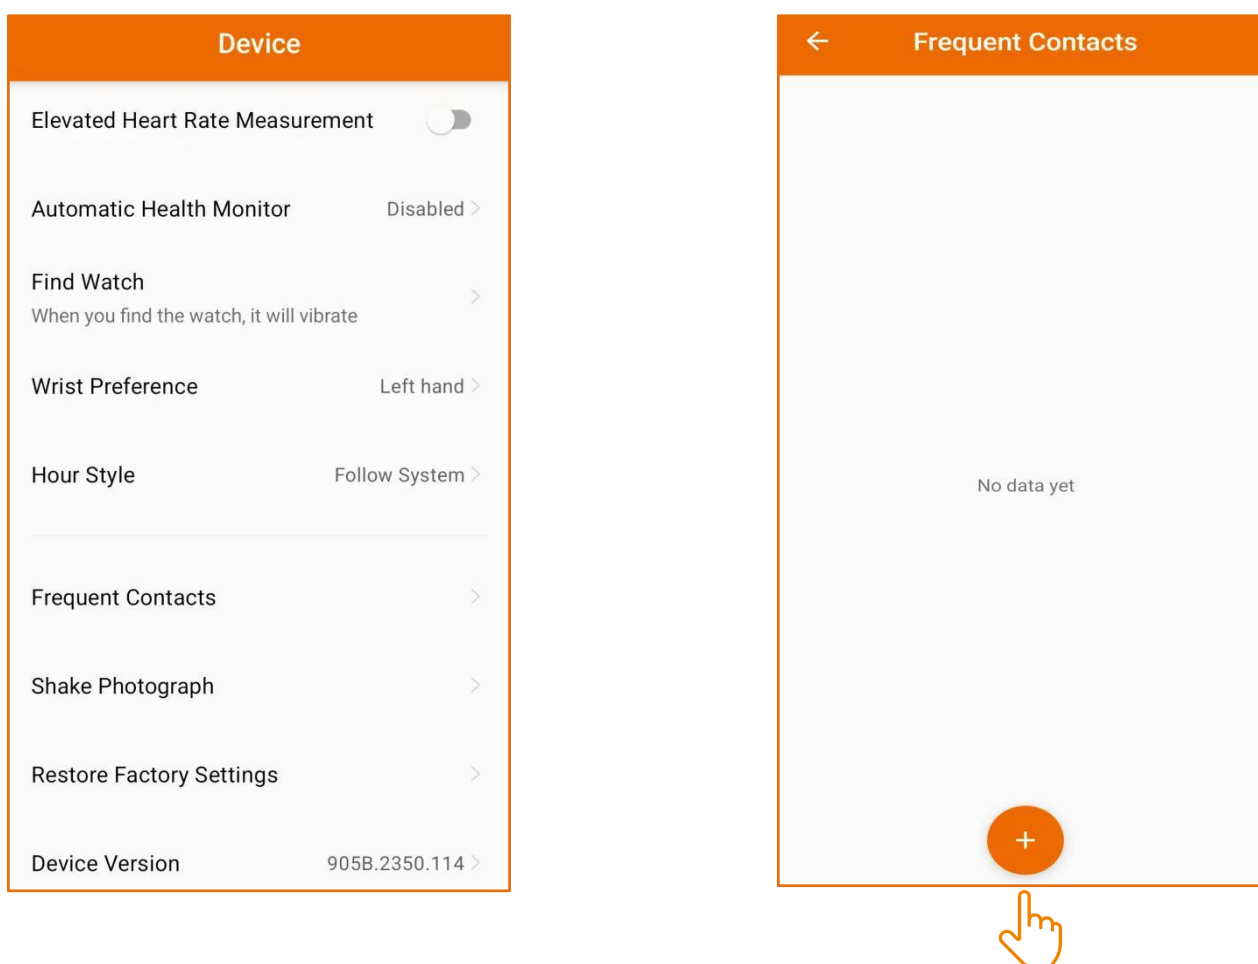 Device
Elevated Heart Rate Measurement
Automatic Health Monitor Disabled
Find Watch
When you find the watch, it will vibrate
Wrist Preference Left hand
Hour Style Follow System
Frequent Contacts
Shake Photograph
Restore Factory Settings
Device Version 905B.2350.114
Frequent Contacts
No data yet
+